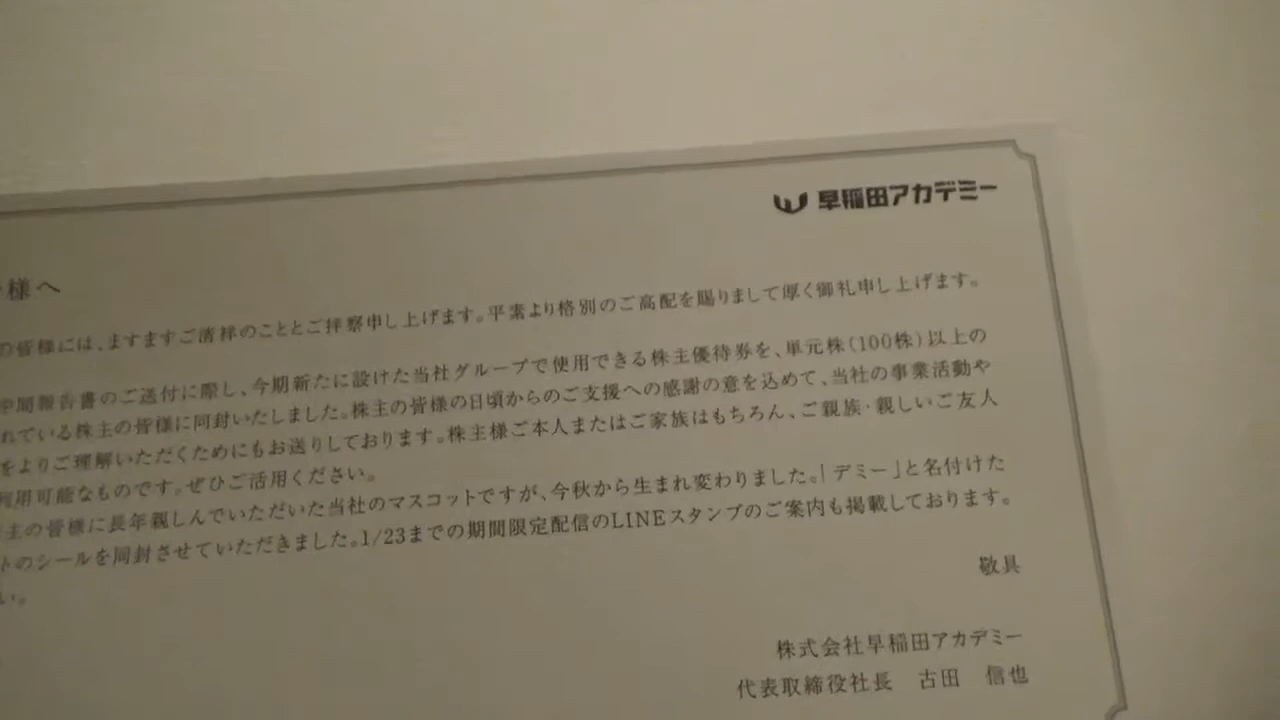 早稲田アカデミー
様へ
の皆様には、ますますご清祥のこととご拝察申し上げます。平素より格別のご高配を賜りまして厚く御礼申し上げます。
間報告書のご送付に際し、今期新たに設けた当社グループで使用できる株主優待券を、単元株(100株)以上の
れている株主の皆様に同封いたしました。株主の皆様の日頃からのご支援への感謝の意を込めて、当社の事業活動や
をよりご理解いただくためにもお送りしております。株主様ご本人またはご家族はもちろん、ご親族・親しいご友人
利用可能なものです。ぜひご活用ください。
主の皆様に長年親しんでいただいた当社のマスコットですが、今秋から生まれ変わりました。「デミー」と名付けた
トのシールを同封させていただきました。1/23までの期間限定配信のLINEスタンプのご案内も掲載しております。
い。
敬具
株式会社早稲田アカデミー
代表取締役社長 古田 信也